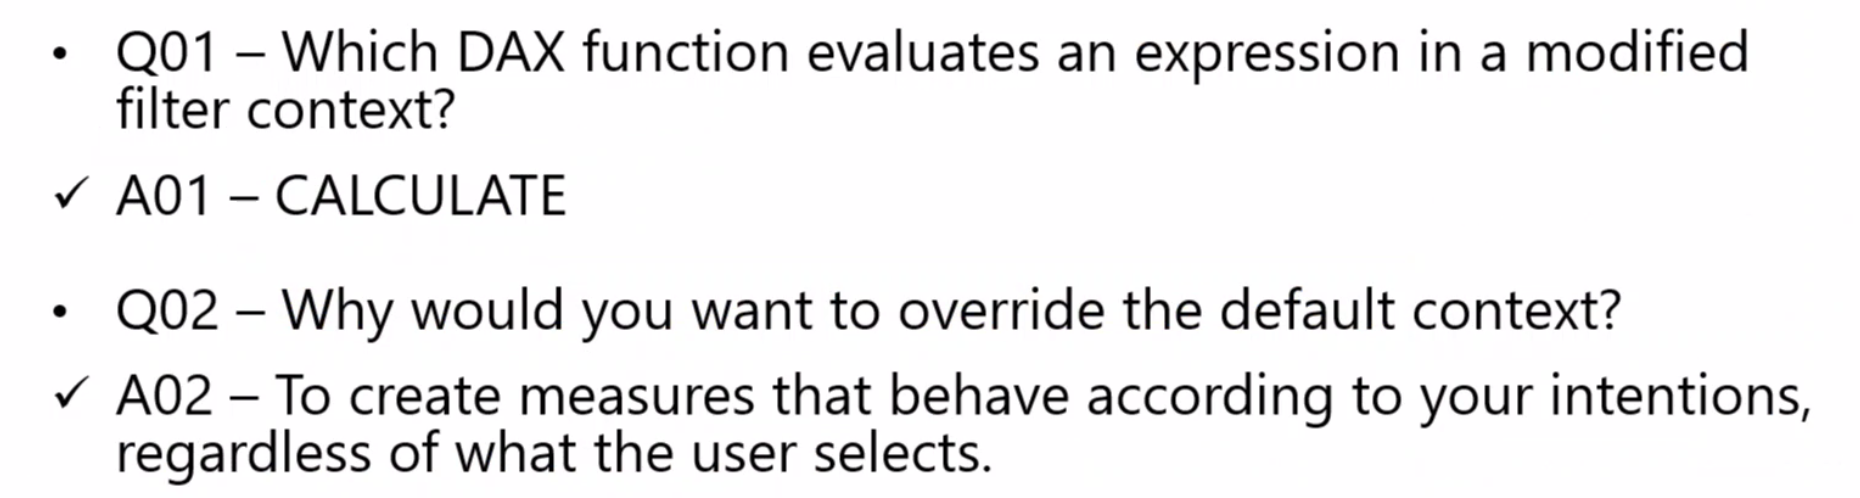 • Q01 – Which DAX function evaluates an expression in a modified
filter context?
✓ A01 – CALCULATE
• Q02 – Why would you want to override the default context?
✓ A02 – To create measures that behave according to your intentions,
regardless of what the user selects.